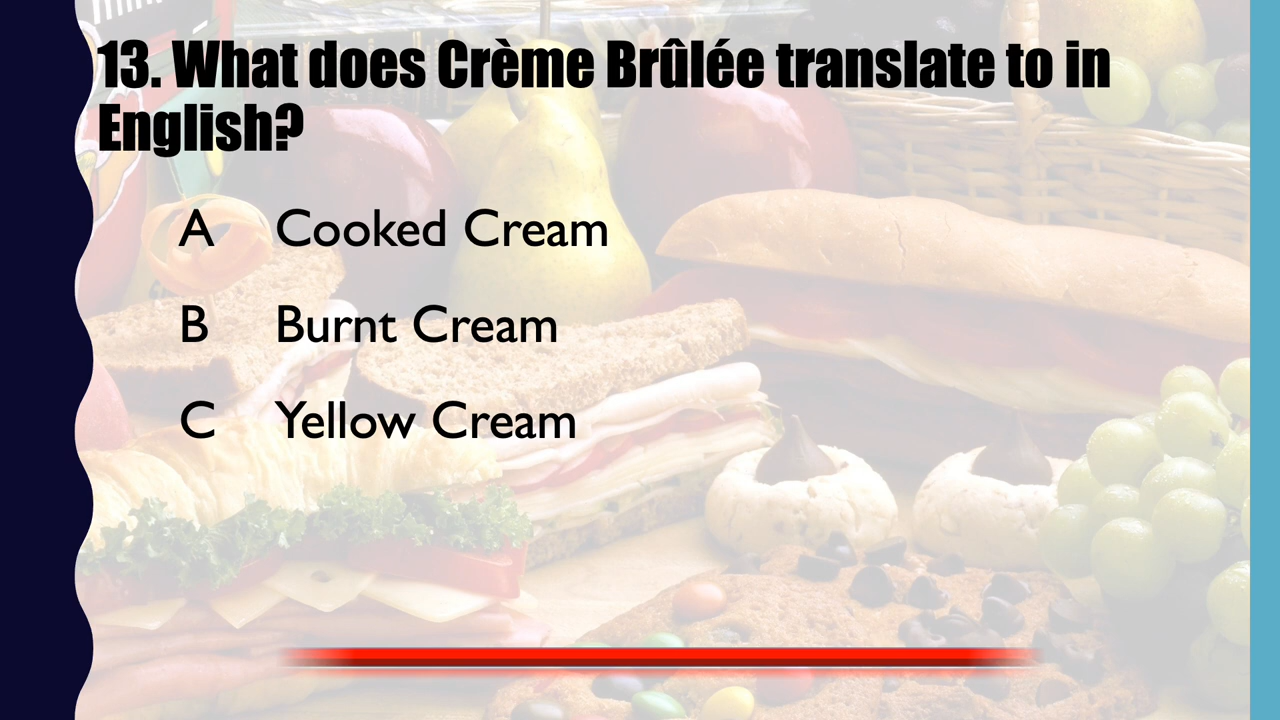 13. What does Crème Brûlée translate to in
English?
A Cooked Cream
B Burnt Cream
C Yellow Cream